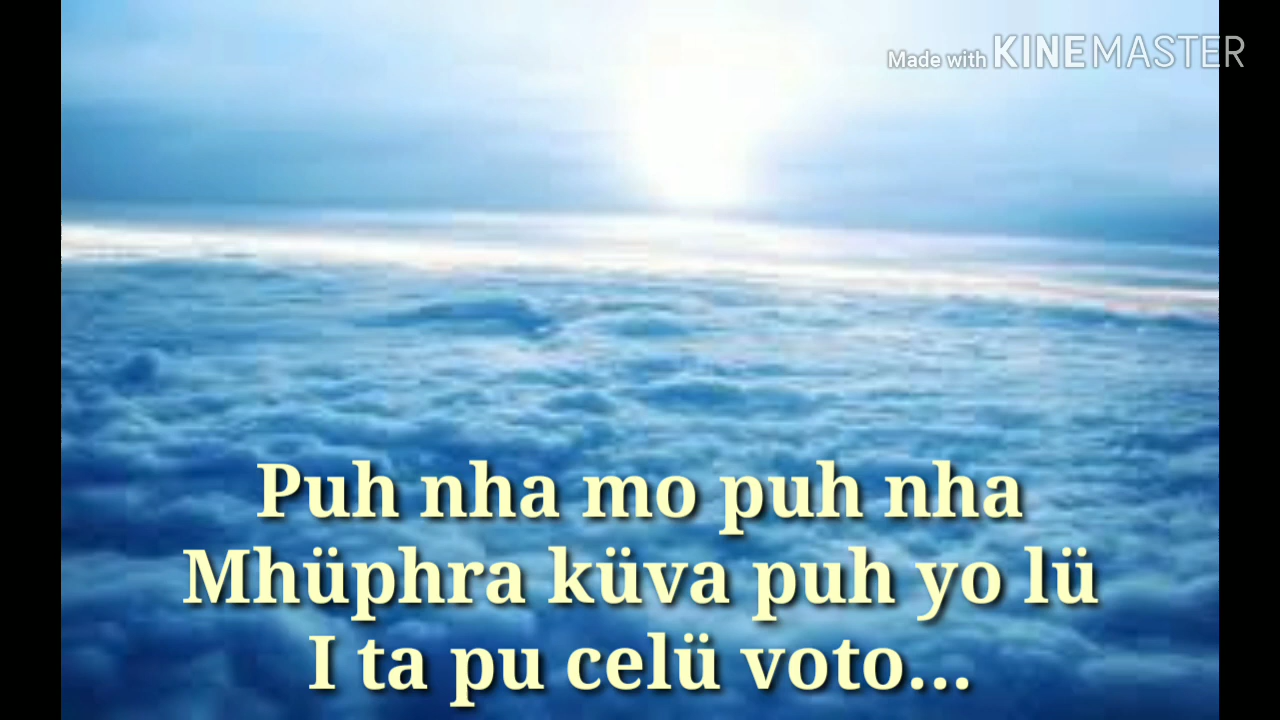 Made with KINEMASTER
Puh nha mo puh nha
Mhüphra küva puh yo lü
I ta pu celü voto...